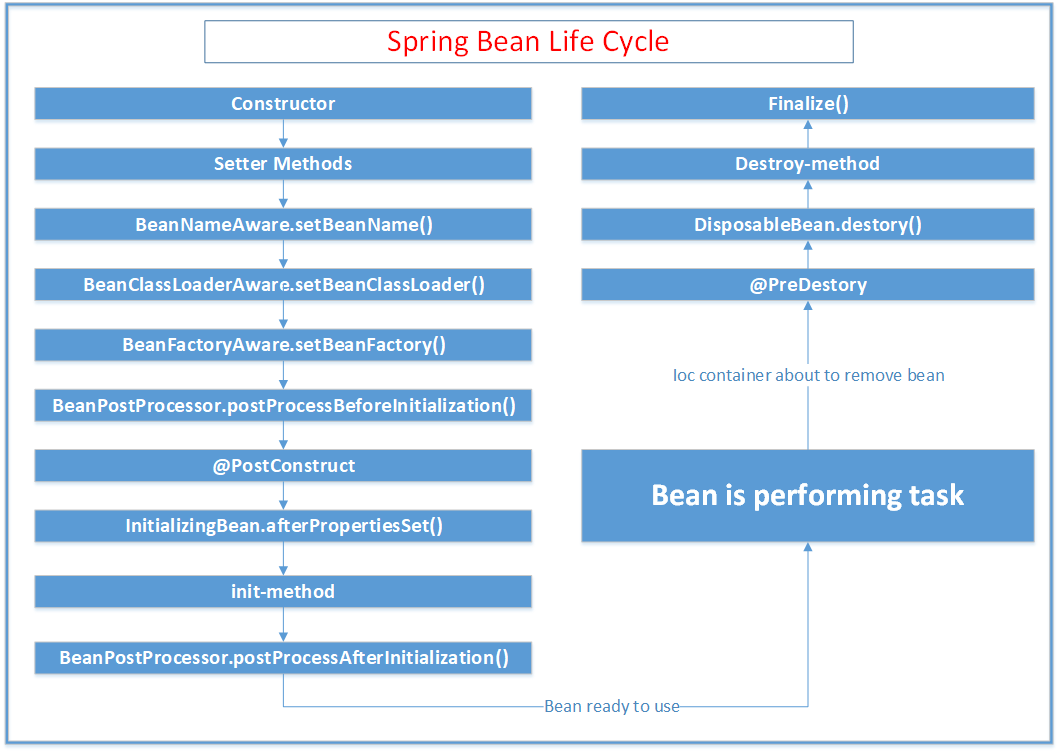 Spring Bean Life Cycle
Constructor
Setter Methods
BeanNameAware.setBeanName()
BeanClassLoaderAware.setBeanClassLoader()
BeanFactoryAware.setBeanFactory()
BeanPostProcessor.postProcessBeforeInitialization()
@PostConstruct
InitializingBean.afterPropertiesSet()
init-method
BeanPostProcessor.postProcessAfterInitialization()
Bean ready to use
Bean is performing task
Ioc container about to remove bean
@PreDestory
DisposableBean.destory()
Destroy-method
Finalize()